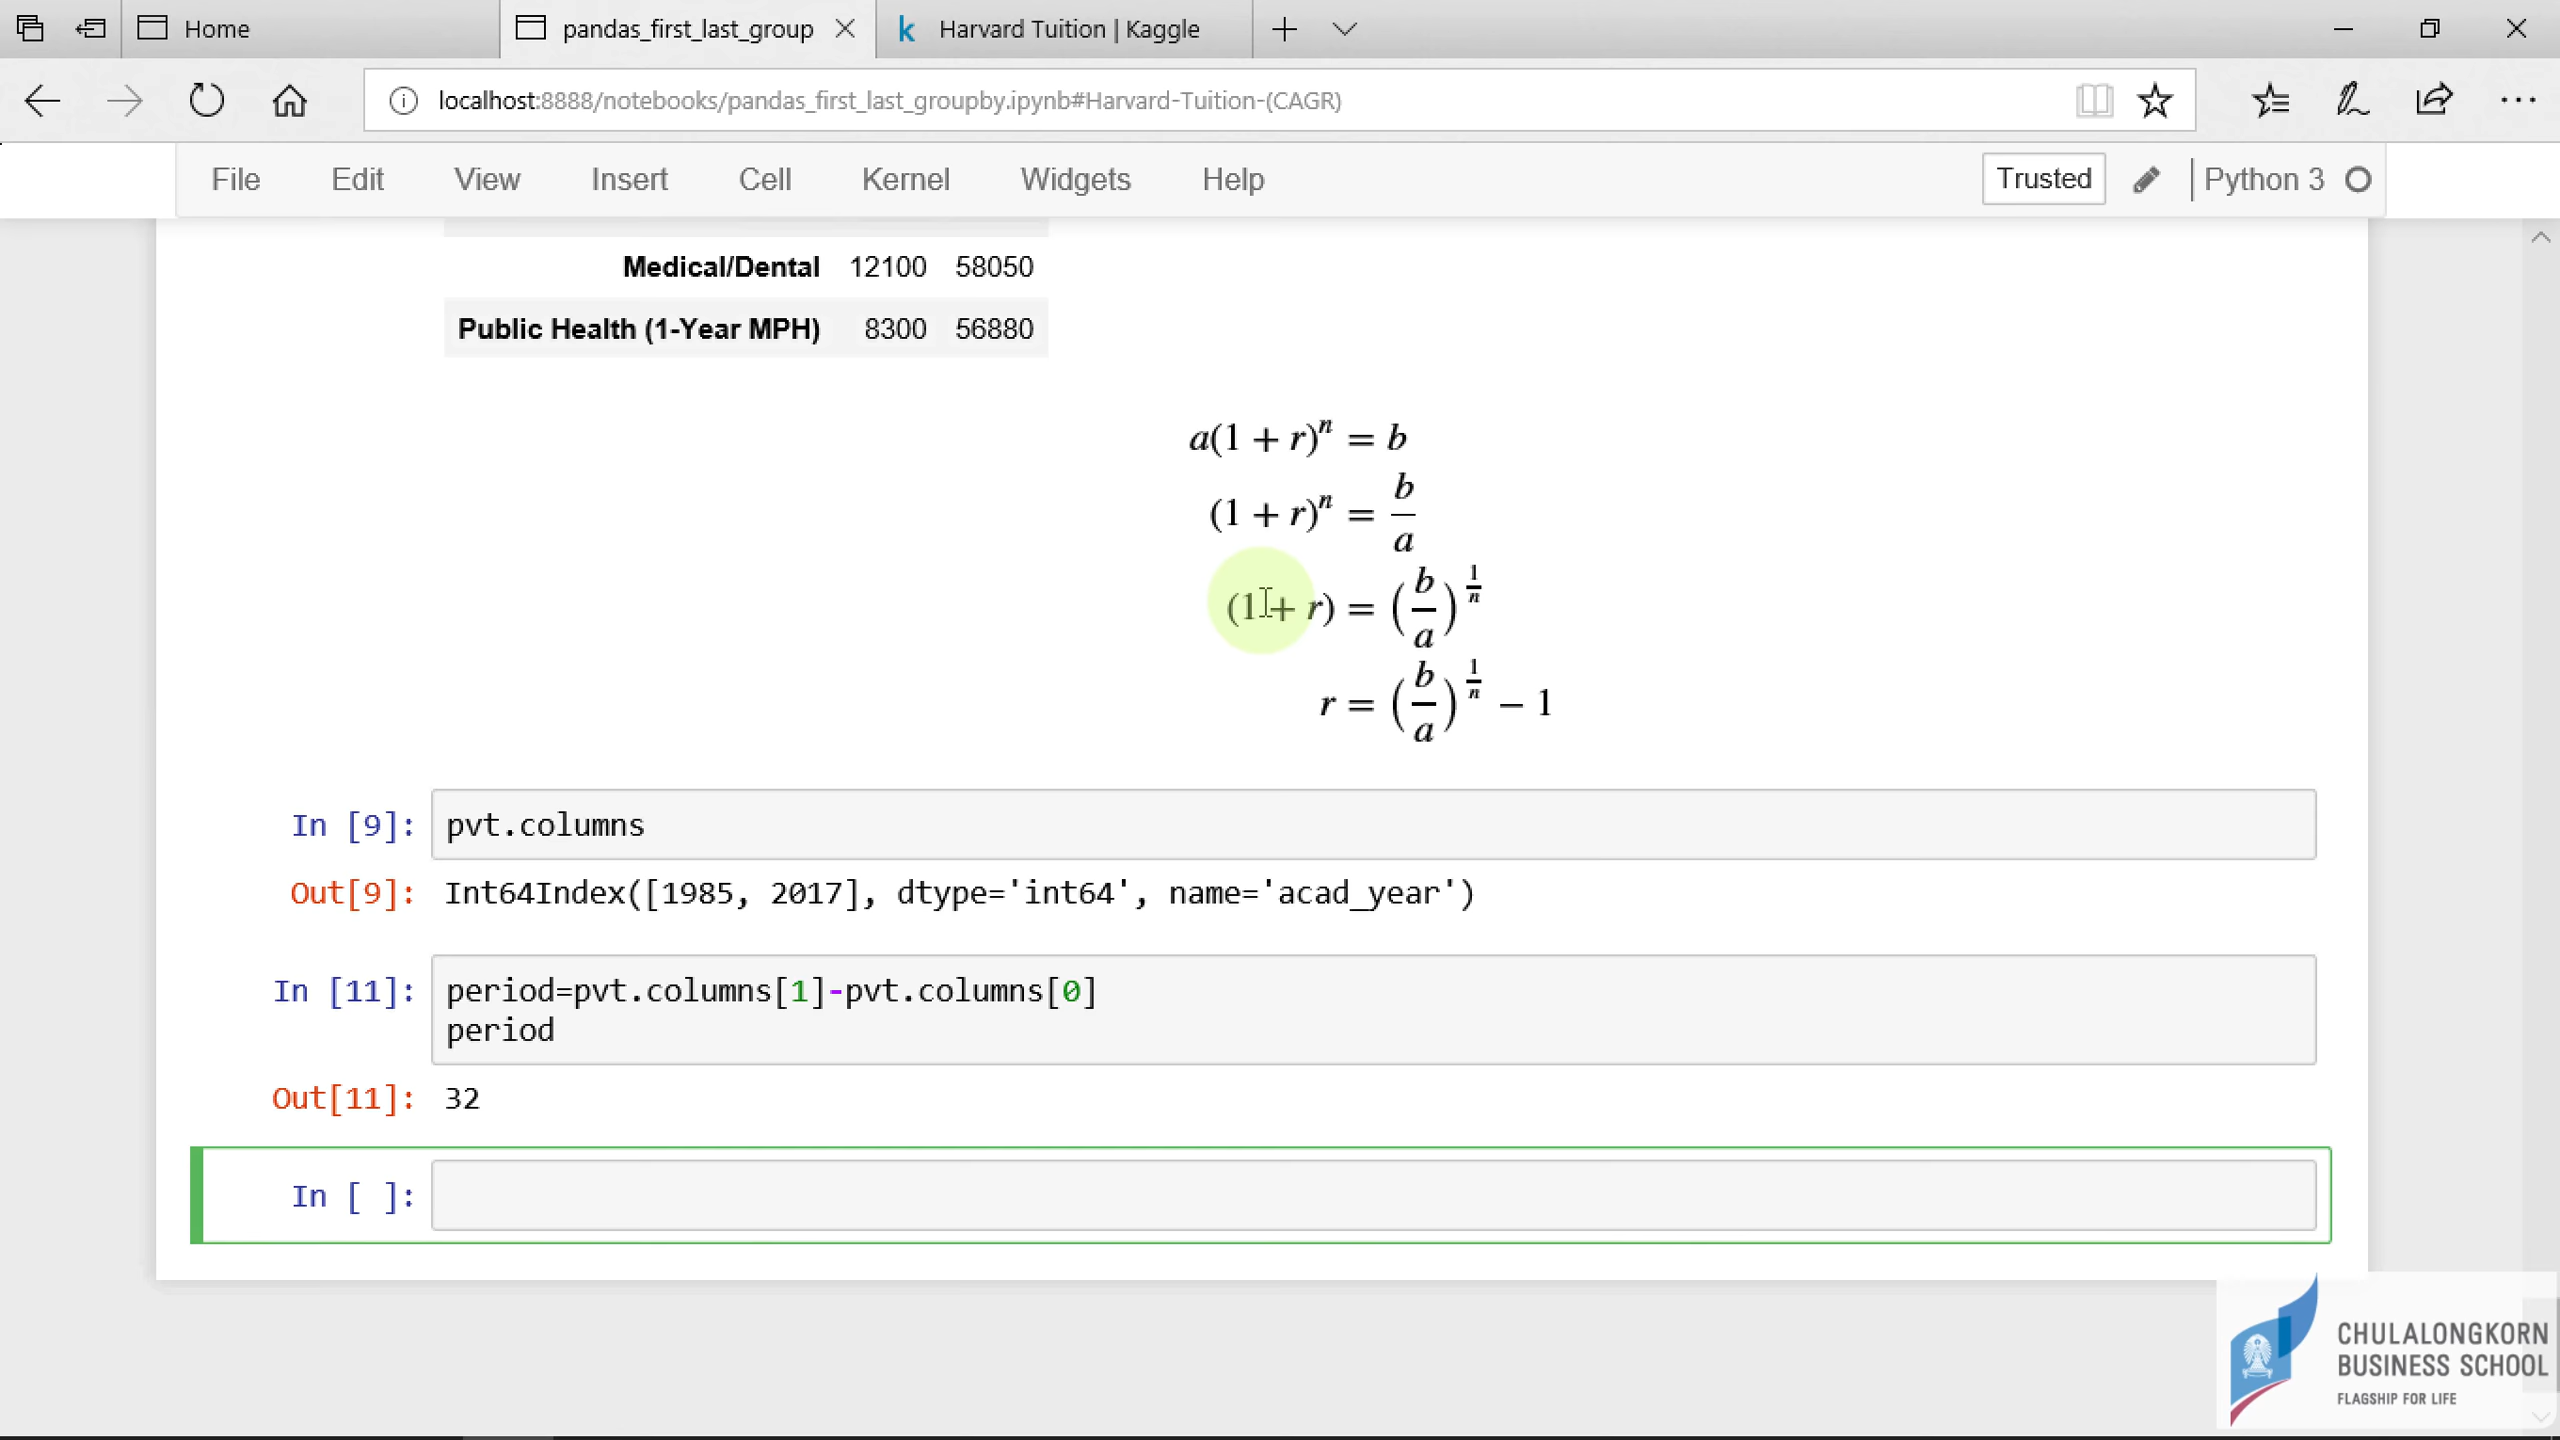 Home
pandas_first_last_group
k Harvard Tuition | Kaggle
localhost:8888/notebooks/pandas_first_last_groupby.ipynb#Harvard-Tuition-(CAGR)
File Edit View Insert Cell Kernel Widgets Help Trusted Python 3
Medical/Dental 12100 58050
Public Health (1-Year MPH) 8300 56880
a(1 + r)^n = b
(1 + r)^n = b/a
(1 + r) = (b/a)^(1/n)
r = (b/a)^(1/n) − 1
In [9]: pvt.columns
Out[9]: Int64Index([1985, 2017], dtype='int64', name='acad_year')
In [11]: period=pvt.columns[1]-pvt.columns[0]
period
Out[11]: 32
In [ ]:
CHULALONGKORN
BUSINESS SCHOOL
FLAGSHIP FOR LIFE